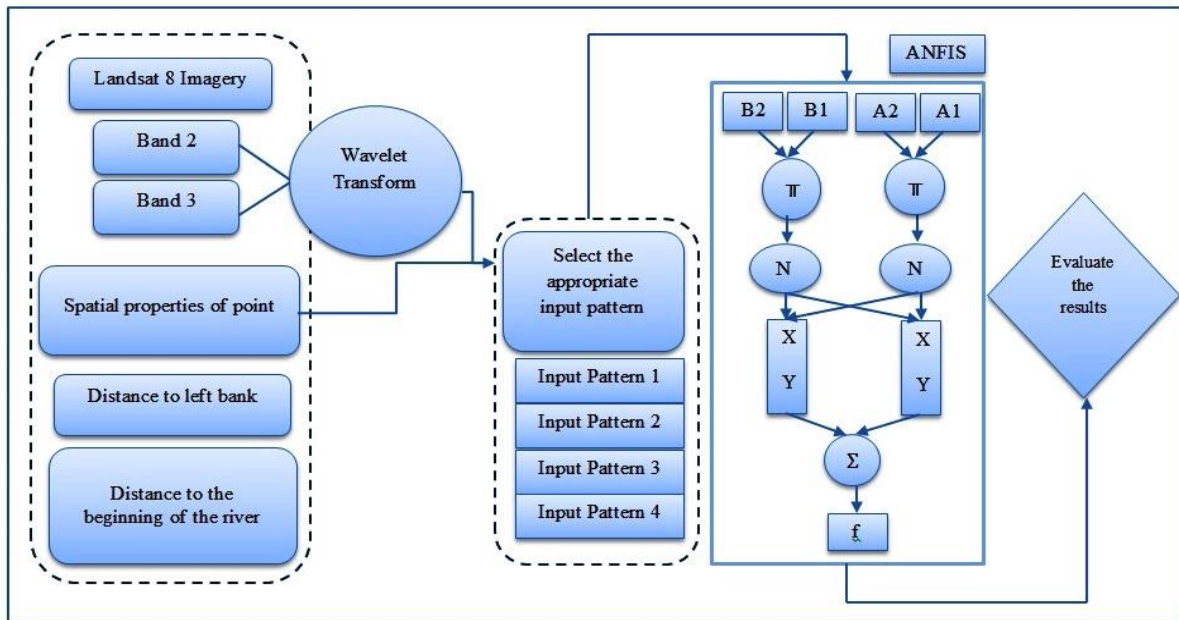 Landsat 8 Imagery
Band 2
Band 3
Wavelet
Transform
Spatial properties of point
Distance to left bank
Distance to the
beginning of the river
Select the
appropriate
input pattern
Input Pattern 1
Input Pattern 2
Input Pattern 3
Input Pattern 4
ANFIS
B2 B1 A2 A1
π π
N N
X X
Y Y
Σ
f
Evaluate
the
results